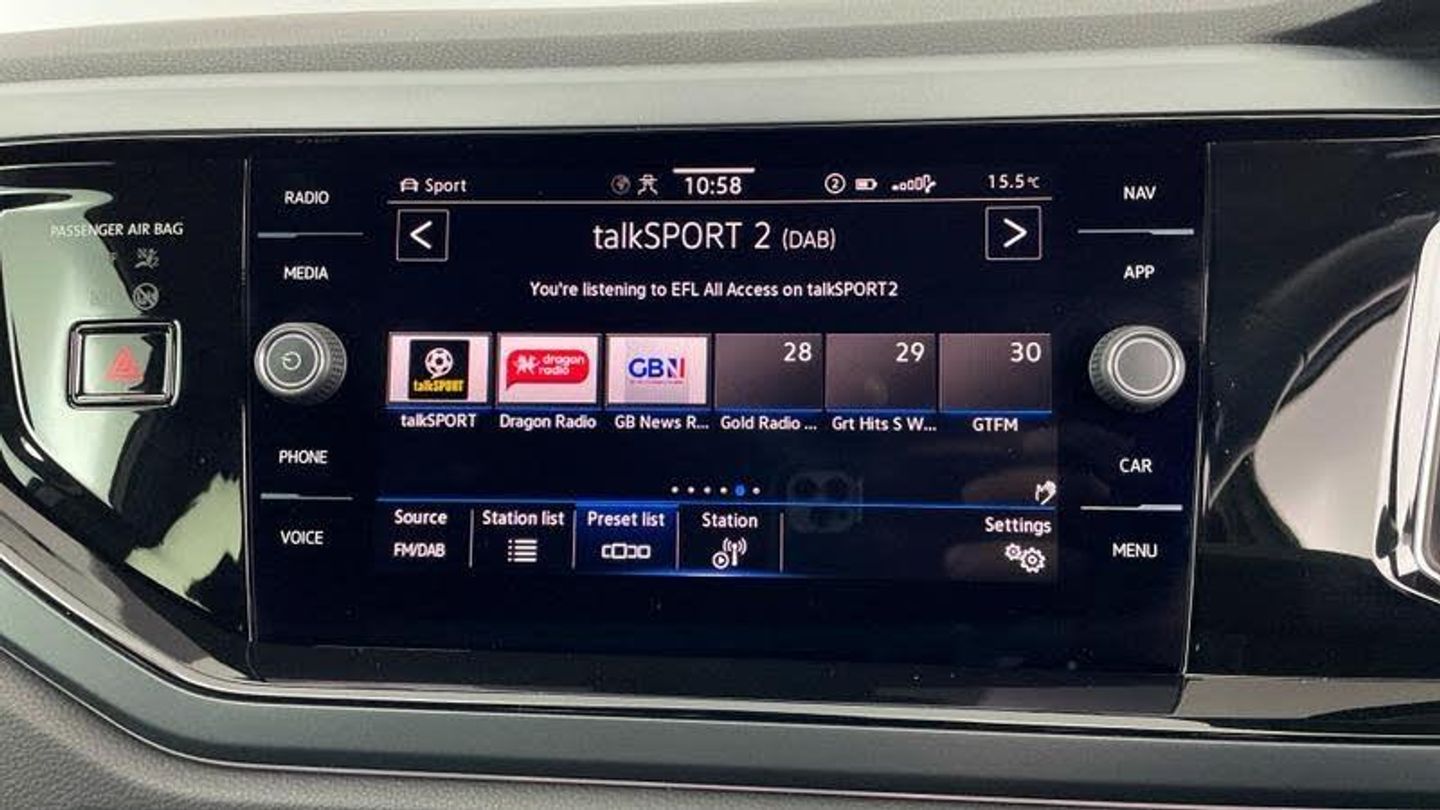 PASSENGER AIR BAG
RADIO
MEDIA
PHONE
VOICE
Sport
10:58
2
15.5°C
talkSPORT 2 (DAB)
You're listening to EFL All Access on talkSPORT2
talkSPORT
dragon radio
GBN
28
29
30
talkSPORT
Dragon Radio
GB News R...
Gold Radio ...
Grt Hits S W...
GTFM
Source
FM/DAB
Station list
Preset list
Station
Settings
NAV
APP
CAR
MENU